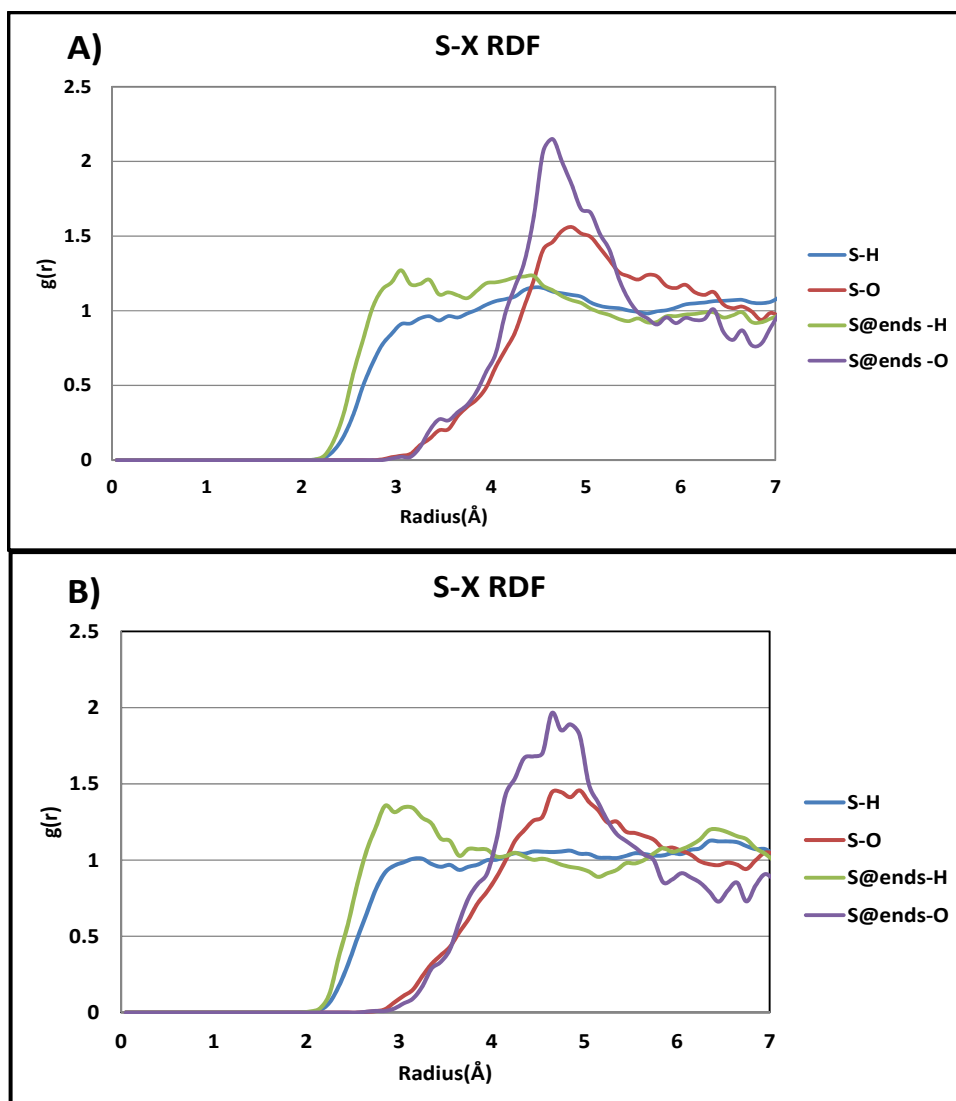 A)
S-X RDF
2.5
2
1.5
1
0.5
0
g(r)
0 1 2 3 4 5 6 7
Radius(Å)
S-H
S-O
S@ends -H
S@ends -O
B)
S-X RDF
2.5
2
1.5
1
0.5
0
g(r)
0 1 2 3 4 5 6 7
Radius(Å)
S-H
S-O
S@ends-H
S@ends-O